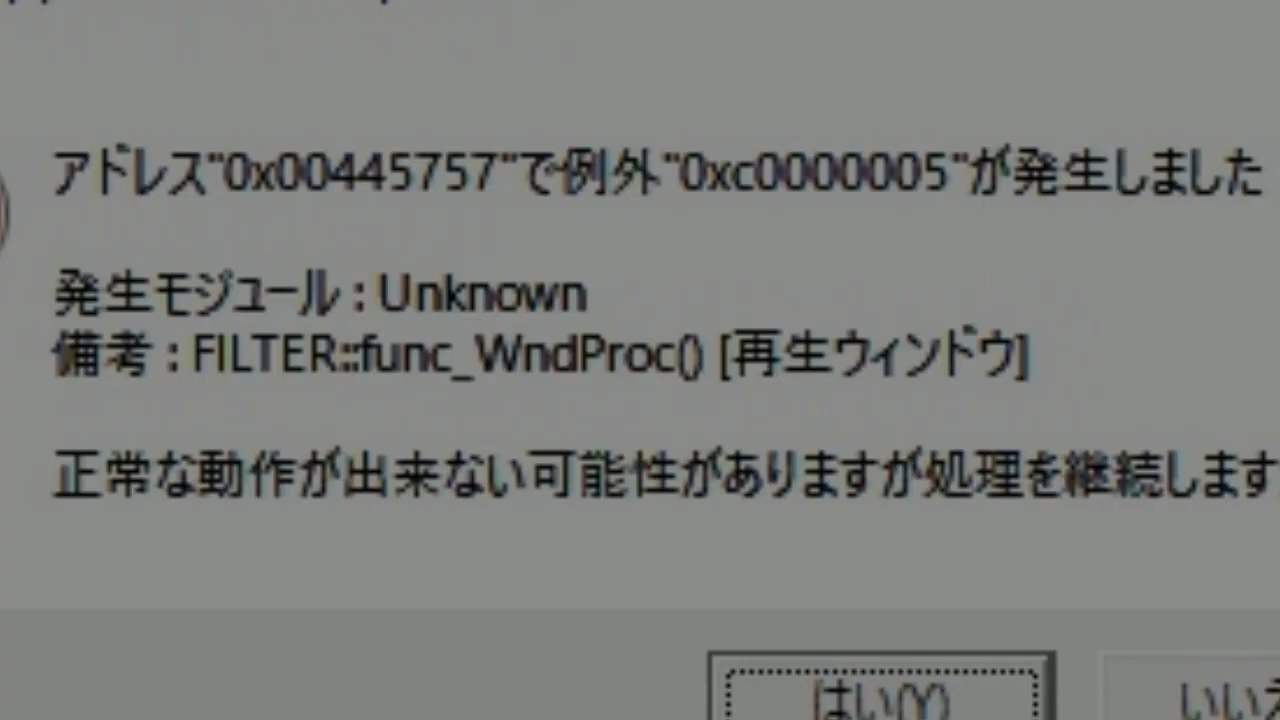 アドレス"0x00445757"で例外"0xc0000005"が発生しました
発生モジュール : Unknown
備考 : FILTER::func_WndProc() [再生ウィンドウ]
正常な動作が出来ない可能性がありますが処理を継続します
はい(Y)
いいえ